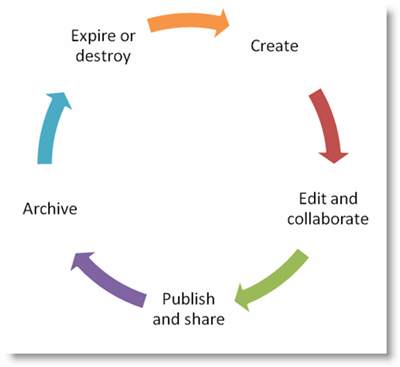 Create
Edit and
collaborate
Publish
and share
Archive
Expire or
destroy